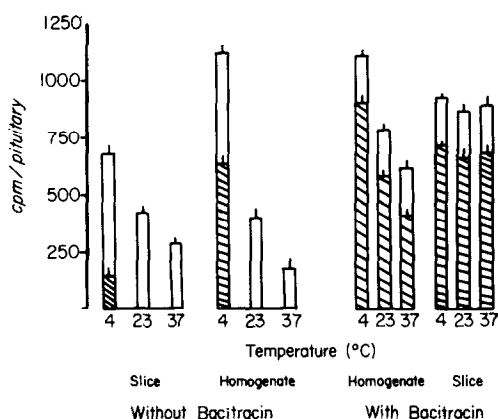 1250
1000
750
500
250
cpm/pituitary
4 23 37 4 23 37 4 23 37 4 23 37
Temperature (°C)
Slice Homogenate Homogenate Slice
Without Bacitracin With Bacitracin